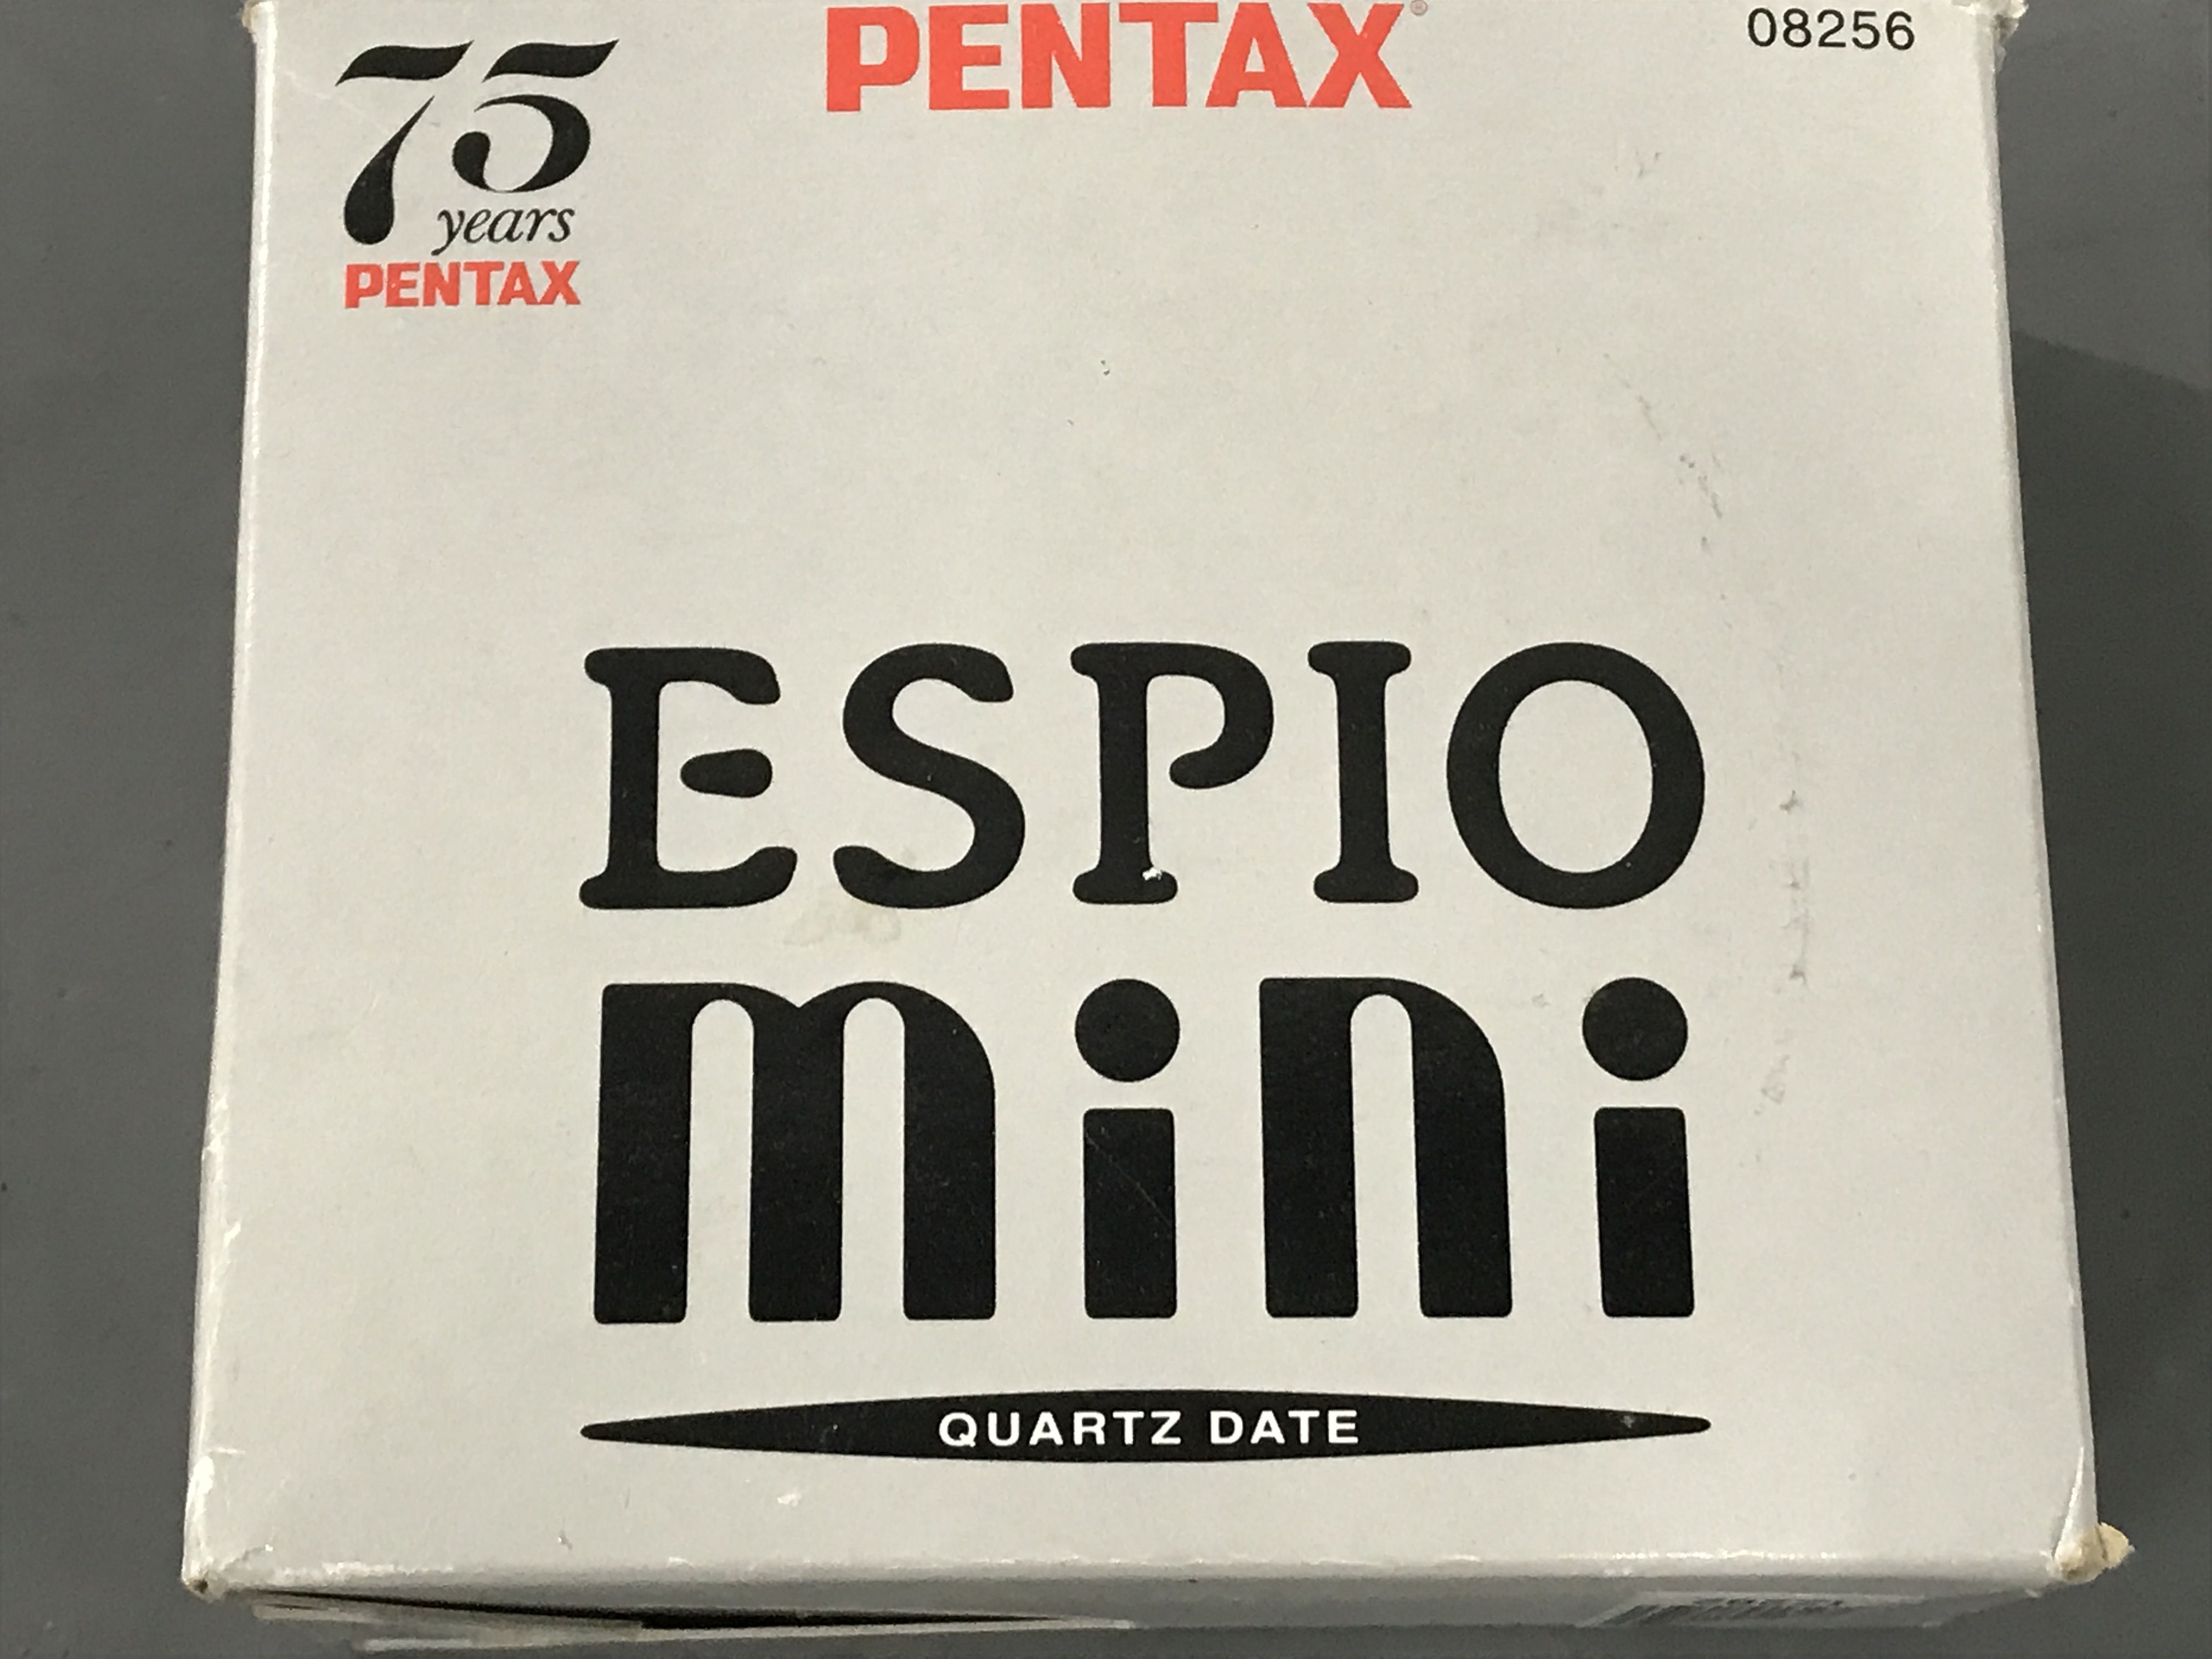 PENTAX®
08256
75
years
PENTAX
ESPIO
mini
QUARTZ DATE